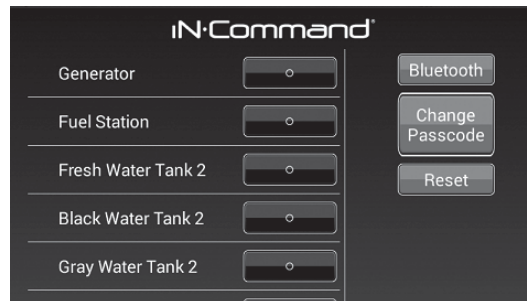 iN·Command
Generator
Fuel Station
Fresh Water Tank 2
Black Water Tank 2
Gray Water Tank 2
Bluetooth
Change
Passcode
Reset